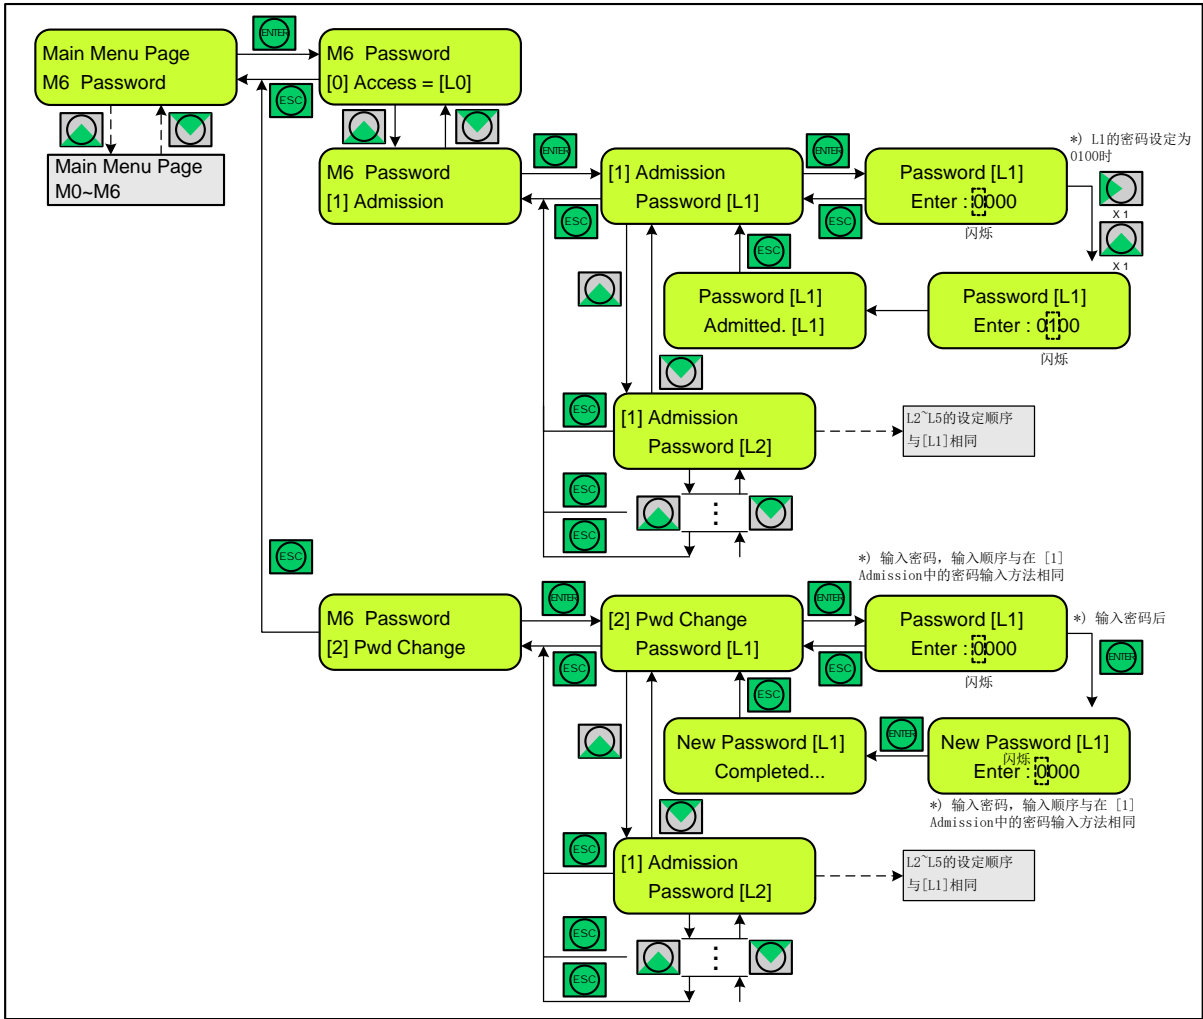 ENTER
Main Menu Page
M6 Password
ESC
M6 Password
[0] Access = [L0]
Main Menu Page
M0~M6
M6 Password
[1] Admission
ENTER
ESC
[1] Admission
Password [L1]
ENTER
ESC
Password [L1]
Enter : 0000
闪烁
*) L1的密码设定为
0100时
X 1
X 1
ESC
Password [L1]
Admitted. [L1]
Password [L1]
Enter : 0100
闪烁
ESC
[1] Admission
Password [L2]
L2~L5的设定顺序
与[L1]相同
ESC
ESC
⋮
ESC
*) 输入密码, 输入顺序与在 [1]
Admission中的密码输入方法相同
M6 Password
[2] Pwd Change
ENTER
ESC
[2] Pwd Change
Password [L1]
ENTER
ESC
Password [L1]
Enter : 0000
闪烁
*) 输入密码后
ENTER
ESC
New Password [L1]
Completed...
ENTER
New Password [L1]
闪烁
Enter : 0000
*) 输入密码, 输入顺序与在 [1]
Admission中的密码输入方法相同
ESC
[1] Admission
Password [L2]
L2~L5的设定顺序
与[L1]相同
ESC
ESC
⋮